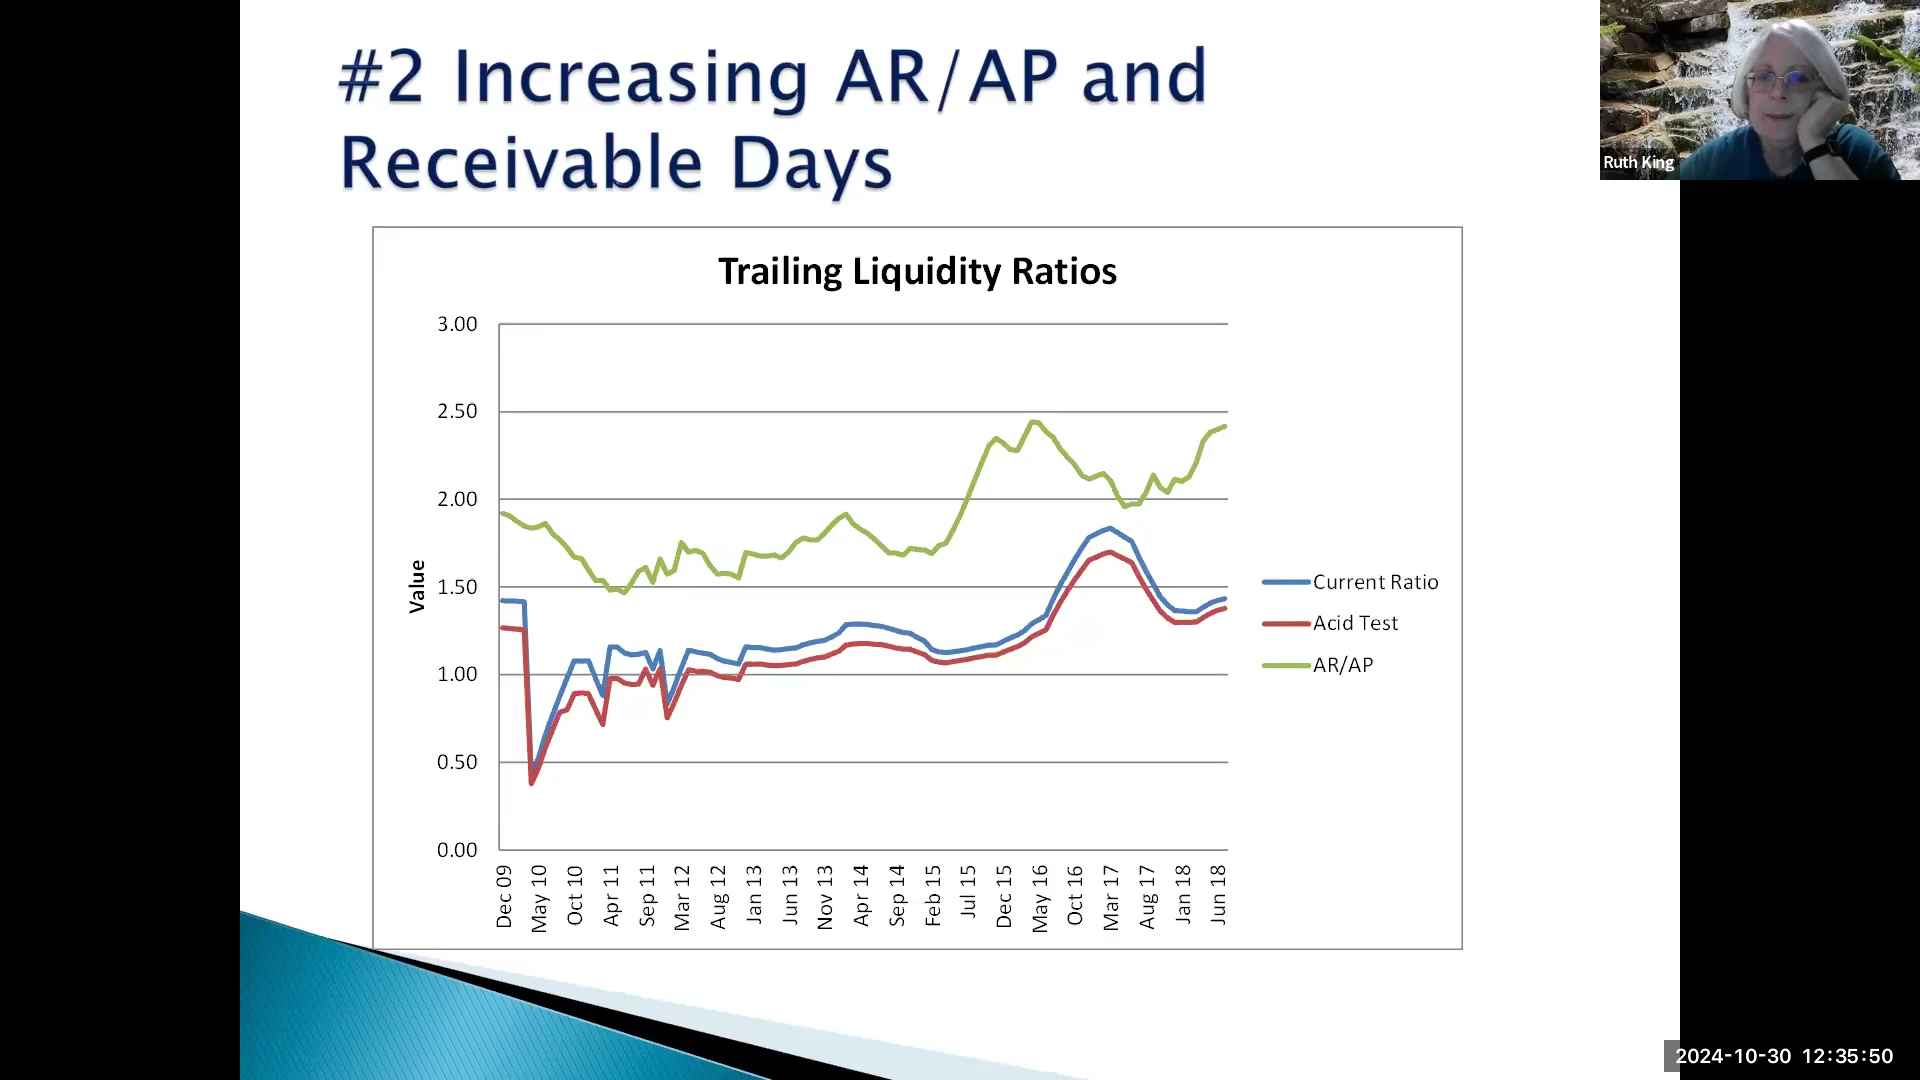 #2 Increasing AR/AP and
Receivable Days
Ruth King
Trailing Liquidity Ratios
3.00
2.50
2.00
1.50
1.00
0.50
0.00
Value
Dec 09
May 10
Oct 10
Apr 11
Sep 11
Mar 12
Aug 12
Jan 13
Jun 13
Nov 13
Apr 14
Sep 14
Feb 15
Jul 15
Dec 15
May 16
Oct 16
Mar 17
Aug 17
Jan 18
Jun 18
Current Ratio
Acid Test
AR/AP
2024-10-30 12:35:50